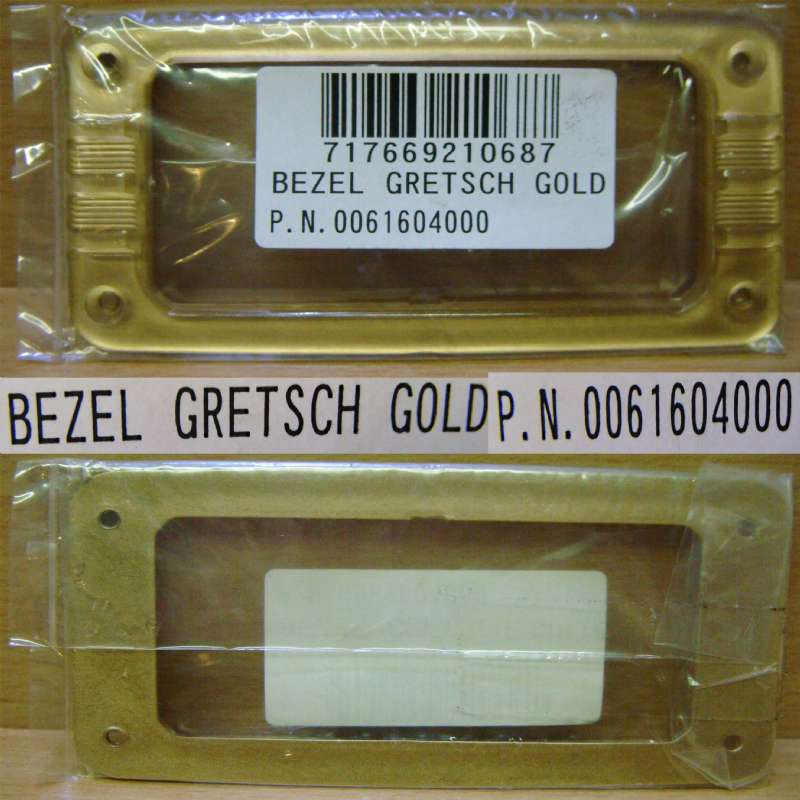 717669210687
BEZEL GRETSCH GOLD
P.N.0061604000
BEZEL GRETSCH GOLD P.N.0061604000